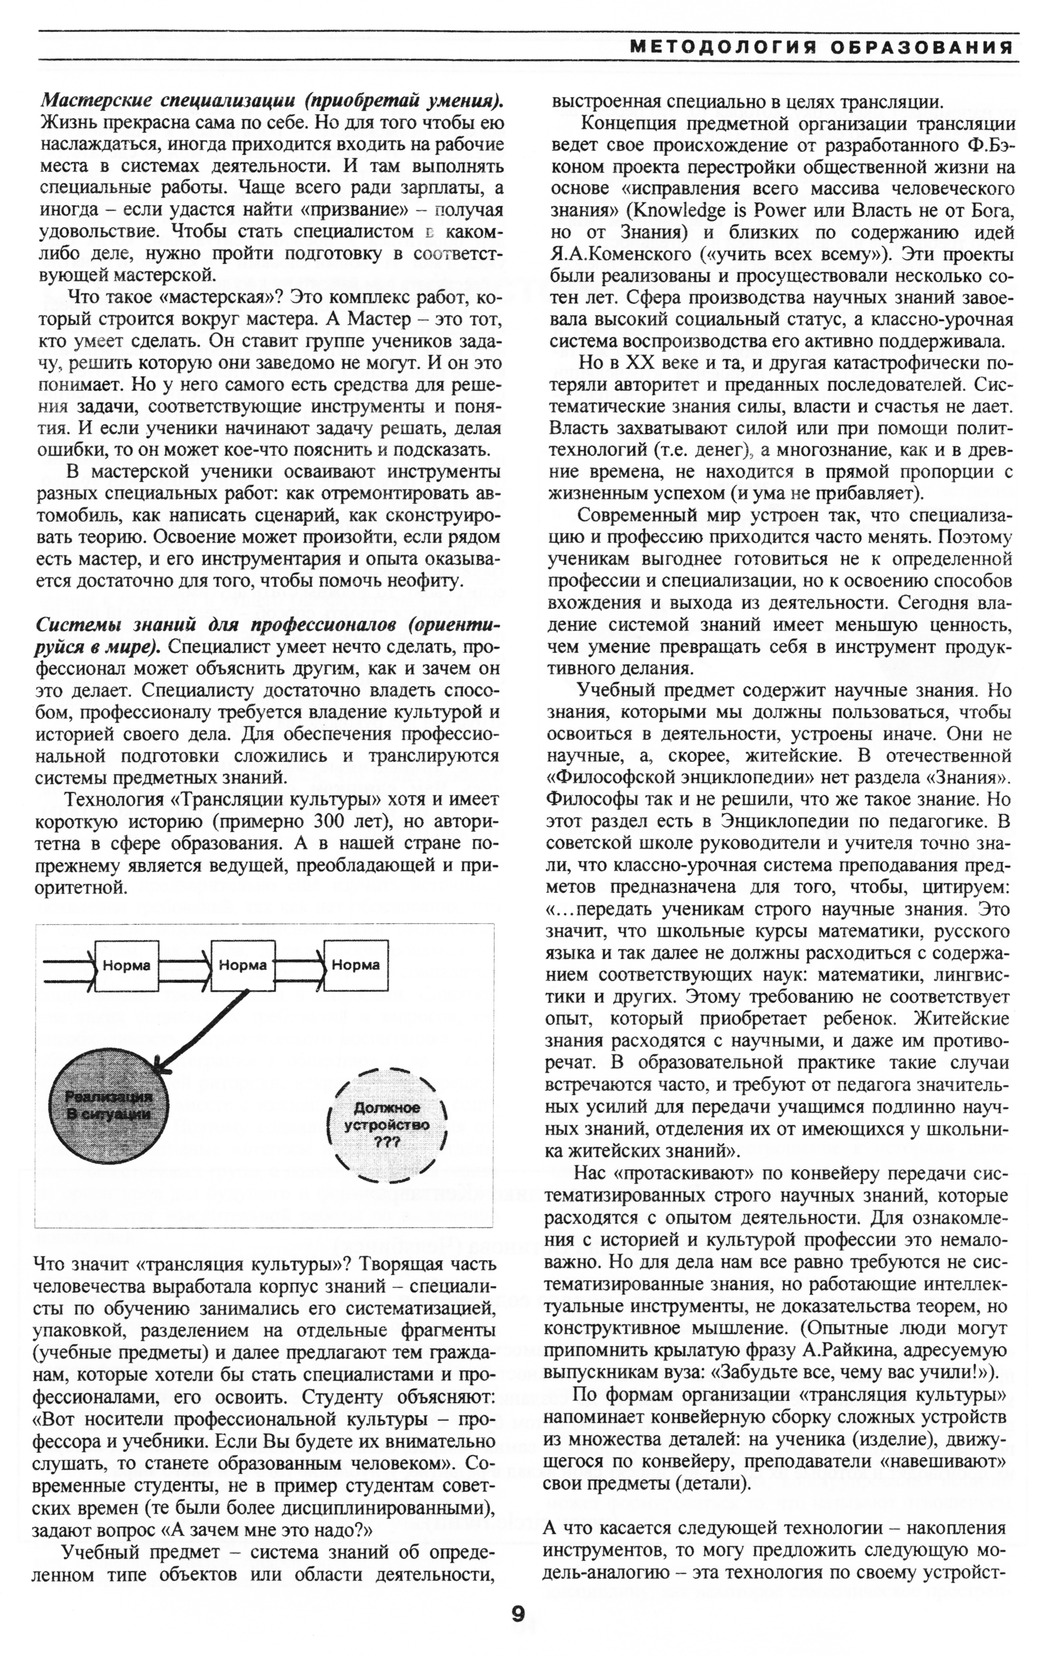 МЕТОДОЛОГИЯ ОБРАЗОВАНИЯ
Мастерские специализации (приобретай умения).
Жизнь прекрасна сама по себе. Но для того чтобы ею
наслаждаться, иногда приходится входить на рабочие
места в системах деятельности. И там выполнять
специальные работы. Чаще всего ради зарплаты, а
иногда – если удастся найти «призвание» – получая
удовольствие. Чтобы стать специалистом в каком-
либо деле, нужно пройти подготовку в соответст-
вующей мастерской.
Что такое «мастерская»? Это комплекс работ, ко-
торый строится вокруг мастера. А Мастер – это тот,
кто умеет сделать. Он ставит группе учеников зада-
чу, решить которую они заведомо не могут. И он это
понимает. Но у него самого есть средства для реше-
ния задачи, соответствующие инструменты и поня-
тия. И если ученики начинают задачу решать, делая
ошибки, то он может кое-что пояснить и подсказать.
В мастерской ученики осваивают инструменты
разных специальных работ: как отремонтировать ав-
томобиль, как написать сценарий, как сконструиро-
вать теорию. Освоение может произойти, если рядом
есть мастер, и его инструментария и опыта оказыва-
ется достаточно для того, чтобы помочь неофиту.
Системы знаний для профессионалов (ориенти-
руйся в мире). Специалист умеет нечто сделать, про-
фессионал может объяснить другим, как и зачем он
это делает. Специалисту достаточно владеть спосо-
бом, профессионалу требуется владение культурой и
историей своего дела. Для обеспечения профессио-
нальной подготовки сложились и транслируются
системы предметных знаний.
Технология «Трансляции культуры» хотя и имеет
короткую историю (примерно 300 лет), но автори-
тетна в сфере образования. А в нашей стране по-
прежнему является ведущей, преобладающей и при-
оритетной.
Норма Норма Норма
Реализация
В ситуации
Должное
устройство
???
Что значит «трансляция культуры»? Творящая часть
человечества выработала корпус знаний – специали-
сты по обучению занимались его систематизацией,
упаковкой, разделением на отдельные фрагменты
(учебные предметы) и далее предлагают тем гражда-
нам, которые хотели бы стать специалистами и про-
фессионалами, его освоить. Студенту объясняют:
«Вот носители профессиональной культуры – про-
фессора и учебники. Если Вы будете их внимательно
слушать, то станете образованным человеком». Со-
временные студенты, не в пример студентам совет-
ских времен (те были более дисциплинированными),
задают вопрос «А зачем мне это надо?»
Учебный предмет – система знаний об опреде-
ленном типе объектов или области деятельности,
выстроенная специально в целях трансляции.
Концепция предметной организации трансляции
ведет свое происхождение от разработанного Ф.Бэ-
коном проекта перестройки общественной жизни на
основе «исправления всего массива человеческого
знания» (Knowledge is Power или Власть не от Бога,
но от Знания) и близких по содержанию идей
Я.А.Коменского («учить всех всему»). Эти проекты
были реализованы и просуществовали несколько со-
тен лет. Сфера производства научных знаний завое-
вала высокий социальный статус, а классно-урочная
система воспроизводства его активно поддерживала.
Но в XX веке и та, и другая катастрофически по-
теряли авторитет и преданных последователей. Сис-
тематические знания силы, власти и счастья не дает.
Власть захватывают силой или при помощи полит-
технологий (т.е. денег), а многознание, как и в древ-
ние времена, не находится в прямой пропорции с
жизненным успехом (и ума не прибавляет).
Современный мир устроен так, что специализа-
цию и профессию приходится часто менять. Поэтому
ученикам выгоднее готовиться не к определенной
профессии и специализации, но к освоению способов
вхождения и выхода из деятельности. Сегодня вла-
дение системой знаний имеет меньшую ценность,
чем умение превращать себя в инструмент продук-
тивного делания.
Учебный предмет содержит научные знания. Но
знания, которыми мы должны пользоваться, чтобы
освоиться в деятельности, устроены иначе. Они не
научные, а, скорее, житейские. В отечественной
«Философской энциклопедии» нет раздела «Знания».
Философы так и не решили, что же такое знание. Но
этот раздел есть в Энциклопедии по педагогике. В
советской школе руководители и учителя точно зна-
ли, что классно-урочная система преподавания пред-
метов предназначена для того, чтобы, цитируем:
«…передать ученикам строго научные знания. Это
значит, что школьные курсы математики, русского
языка и так далее не должны расходиться с содержа-
нием соответствующих наук: математики, лингвис-
тики и других. Этому требованию не соответствует
опыт, который приобретает ребенок. Житейские
знания расходятся с научными, и даже им противо-
речат. В образовательной практике такие случаи
встречаются часто, и требуют от педагога значитель-
ных усилий для передачи учащимся подлинно науч-
ных знаний, отделения их от имеющихся у школьни-
ка житейских знаний».
Нас «протаскивают» по конвейеру передачи сис-
тематизированных строго научных знаний, которые
расходятся с опытом деятельности. Для ознакомле-
ния с историей и культурой профессии это немало-
важно. Но для дела нам все равно требуются не сис-
тематизированные знания, но работающие интеллек-
туальные инструменты, не доказательства теорем, но
конструктивное мышление. (Опытные люди могут
припомнить крылатую фразу А.Райкина, адресуемую
выпускникам вуза: «Забудьте все, чему вас учили!»).
По формам организации «трансляция культуры»
напоминает конвейерную сборку сложных устройств
из множества деталей: на ученика (изделие), движу-
щегося по конвейеру, преподаватели «навешивают»
свои предметы (детали).
А что касается следующей технологии – накопления
инструментов, то могу предложить следующую мо-
дель-аналогию – эта технология по своему устройст-
9